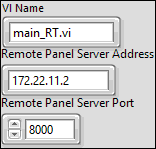 VI Name
main_RT.vi
Remote Panel Server Address
172.22.11.2
Remote Panel Server Port
8000